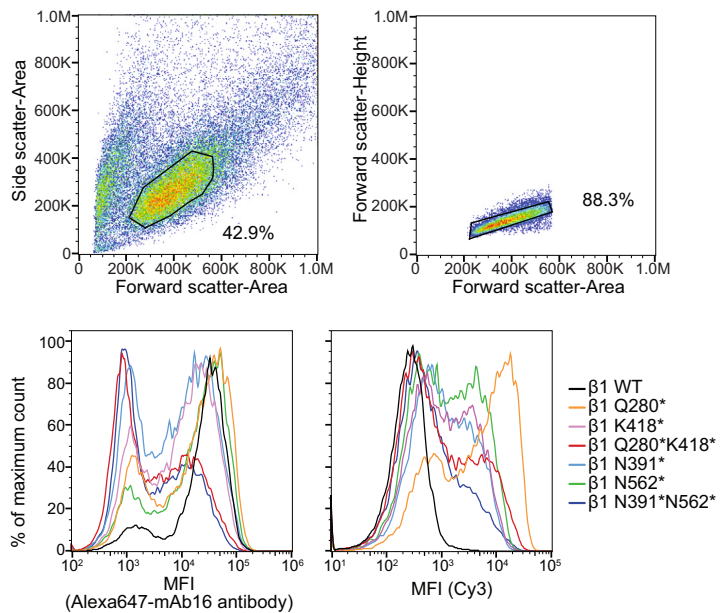 1.0M
800K
600K
400K
200K
0
Side scatter-Area
42.9%
0 200K 400K 600K 800K 1.0M
Forward scatter-Area
1.0M
800K
600K
400K
200K
0
Forward scatter-Height
88.3%
200K 400K 600K 800K 1.0M
Forward scatter-Area
100
80
60
40
20
0
% of maximum count
10² 10³ 10⁴ 10⁵ 10⁶
MFI
(Alexa647-mAb16 antibody)
10¹ 10² 10³ 10⁴ 10⁵
MFI (Cy3)
β1 WT
β1 Q280*
β1 K418*
β1 Q280*K418*
β1 N391*
β1 N562*
β1 N391*N562*